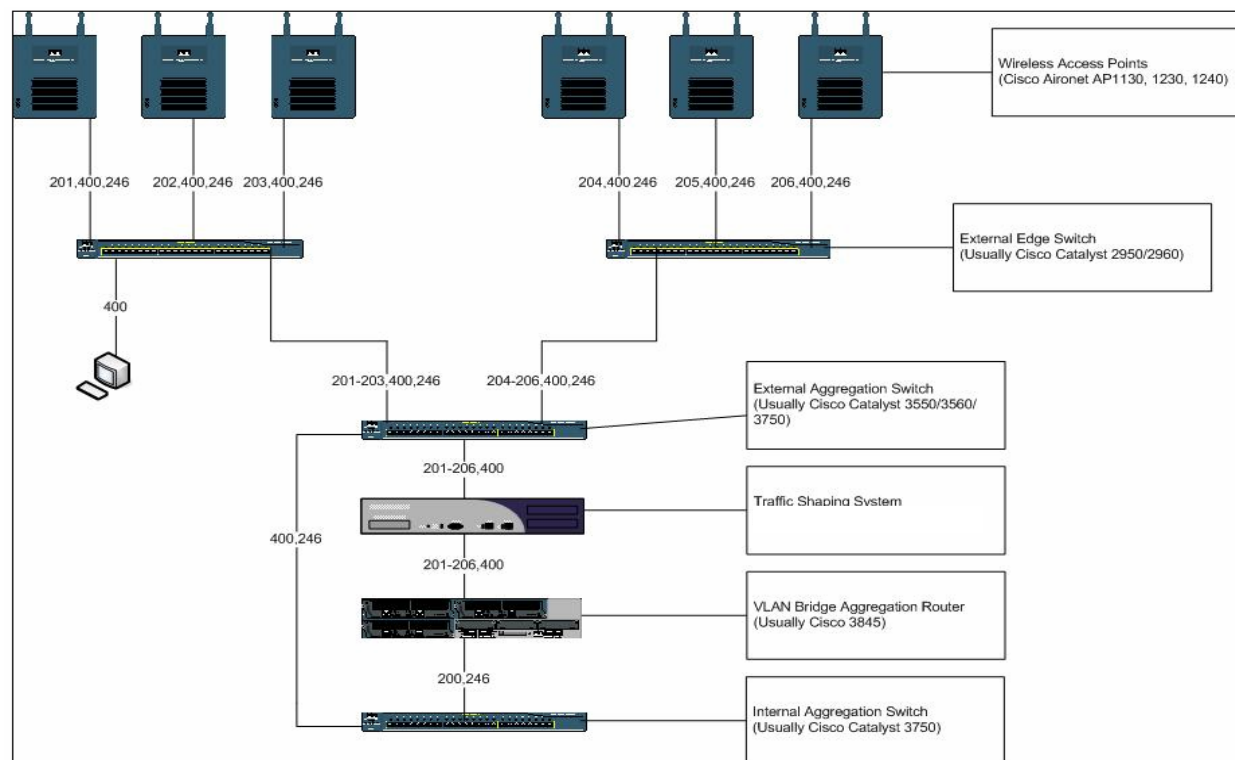 Wireless Access Points
(Cisco Aironet AP1130, 1230, 1240)
201,400,246
202,400,246
203,400,246
204,400,246
205,400,246
206,400,246
External Edge Switch
(Usually Cisco Catalyst 2950/2960)
400
201-203,400,246
204-206,400,246
External Aggregation Switch
(Usually Cisco Catalyst 3550/3560/
3750)
201-206,400
Traffic Shaping System
400,246
201-206,400
VLAN Bridge Aggregation Router
(Usually Cisco 3845)
200,246
Internal Aggregation Switch
(Usually Cisco Catalyst 3750)